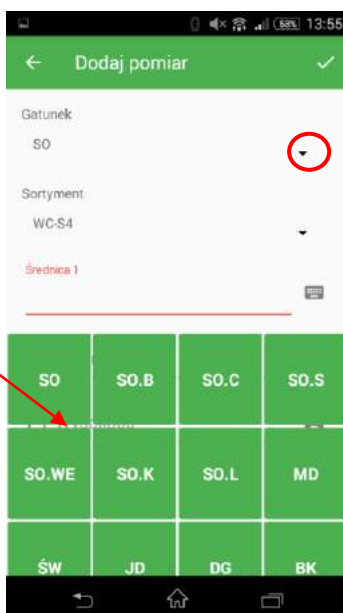 68% 13:55
Dodaj pomiar
Gatunek
SO
Sortyment
WC-S4
Średnica 1
SO SO.B SO.C SO.S
SO.WE SO.K SO.L MD
ŚW JD DG BK